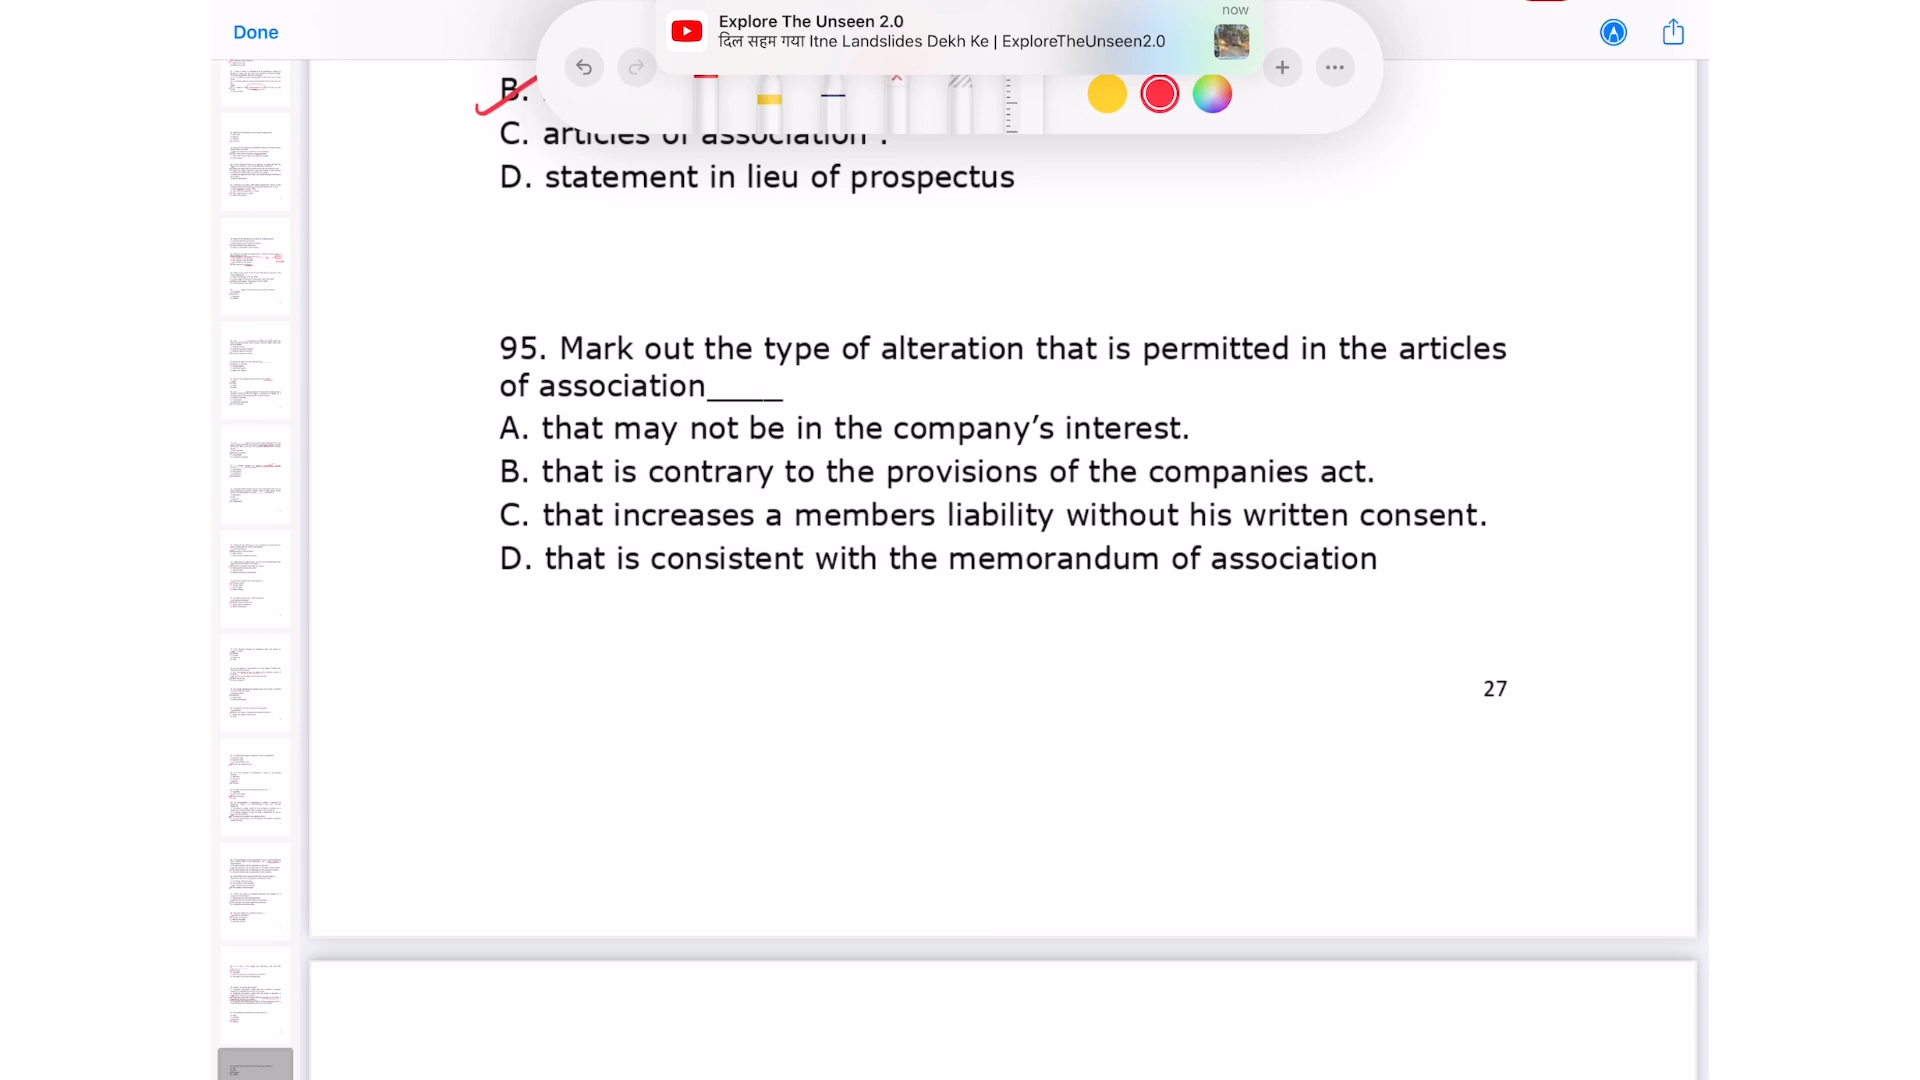 Done
now
Explore The Unseen 2.0
दिल सहम गया Itne Landslides Dekh Ke | ExploreTheUnseen2.0
B.
C. articles of association .
D. statement in lieu of prospectus
95. Mark out the type of alteration that is permitted in the articles
of association_____
A. that may not be in the company’s interest.
B. that is contrary to the provisions of the companies act.
C. that increases a members liability without his written consent.
D. that is consistent with the memorandum of association
27